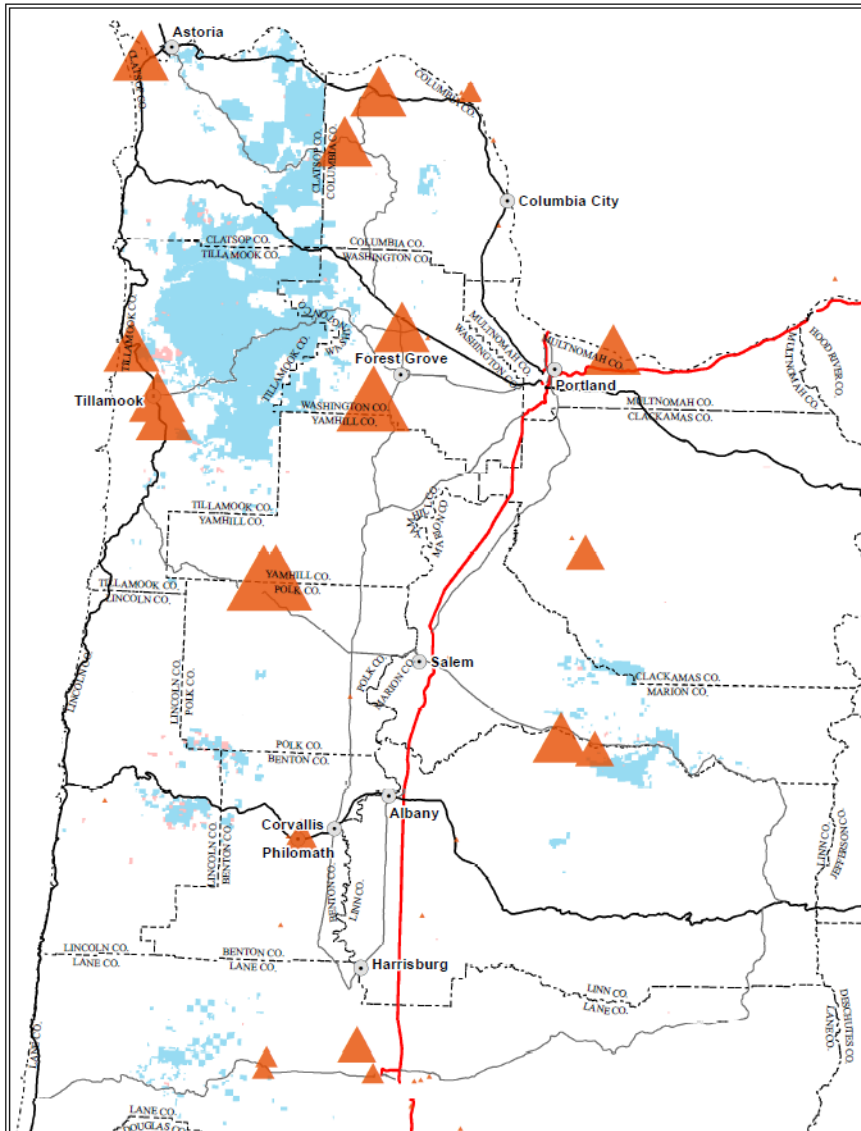 Astoria
CLATSOP CO.
COLUMBIA CO.
CLATSOP CO.
COLUMBIA CO.
Columbia City
CLATSOP CO.
TILLAMOOK CO.
COLUMBIA CO.
WASHINGTON CO.
TILLAMOOK CO.
TILLAMOOK CO.
MULTNOMAH CO.
WASHINGTON CO.
MULTNOMAH CO.
MULTNOMAH CO.
HOOD RIVER CO.
Forest Grove
Portland
Tillamook
WASHINGTON CO.
YAMHILL CO.
MULTNOMAH CO.
CLACKAMAS CO.
TILLAMOOK CO.
YAMHILL CO.
MARION CO.
YAMHILL CO.
POLK CO.
TILLAMOOK CO.
LINCOLN CO.
LINCOLN CO.
LINCOLN CO.
POLK CO.
POLK CO.
MARION CO.
Salem
CLACKAMAS CO.
MARION CO.
POLK CO.
BENTON CO.
Albany
Corvallis
Philomath
LINCOLN CO.
BENTON CO.
BENTON CO.
LINN CO.
LINN CO.
JEFFERSON CO.
LINCOLN CO.
LANE CO.
BENTON CO.
LANE CO.
Harrisburg
LINN CO.
LANE CO.
LANE CO.
DESCHUTES CO.
LANE CO.
LANE CO.
DOUGLAS CO.